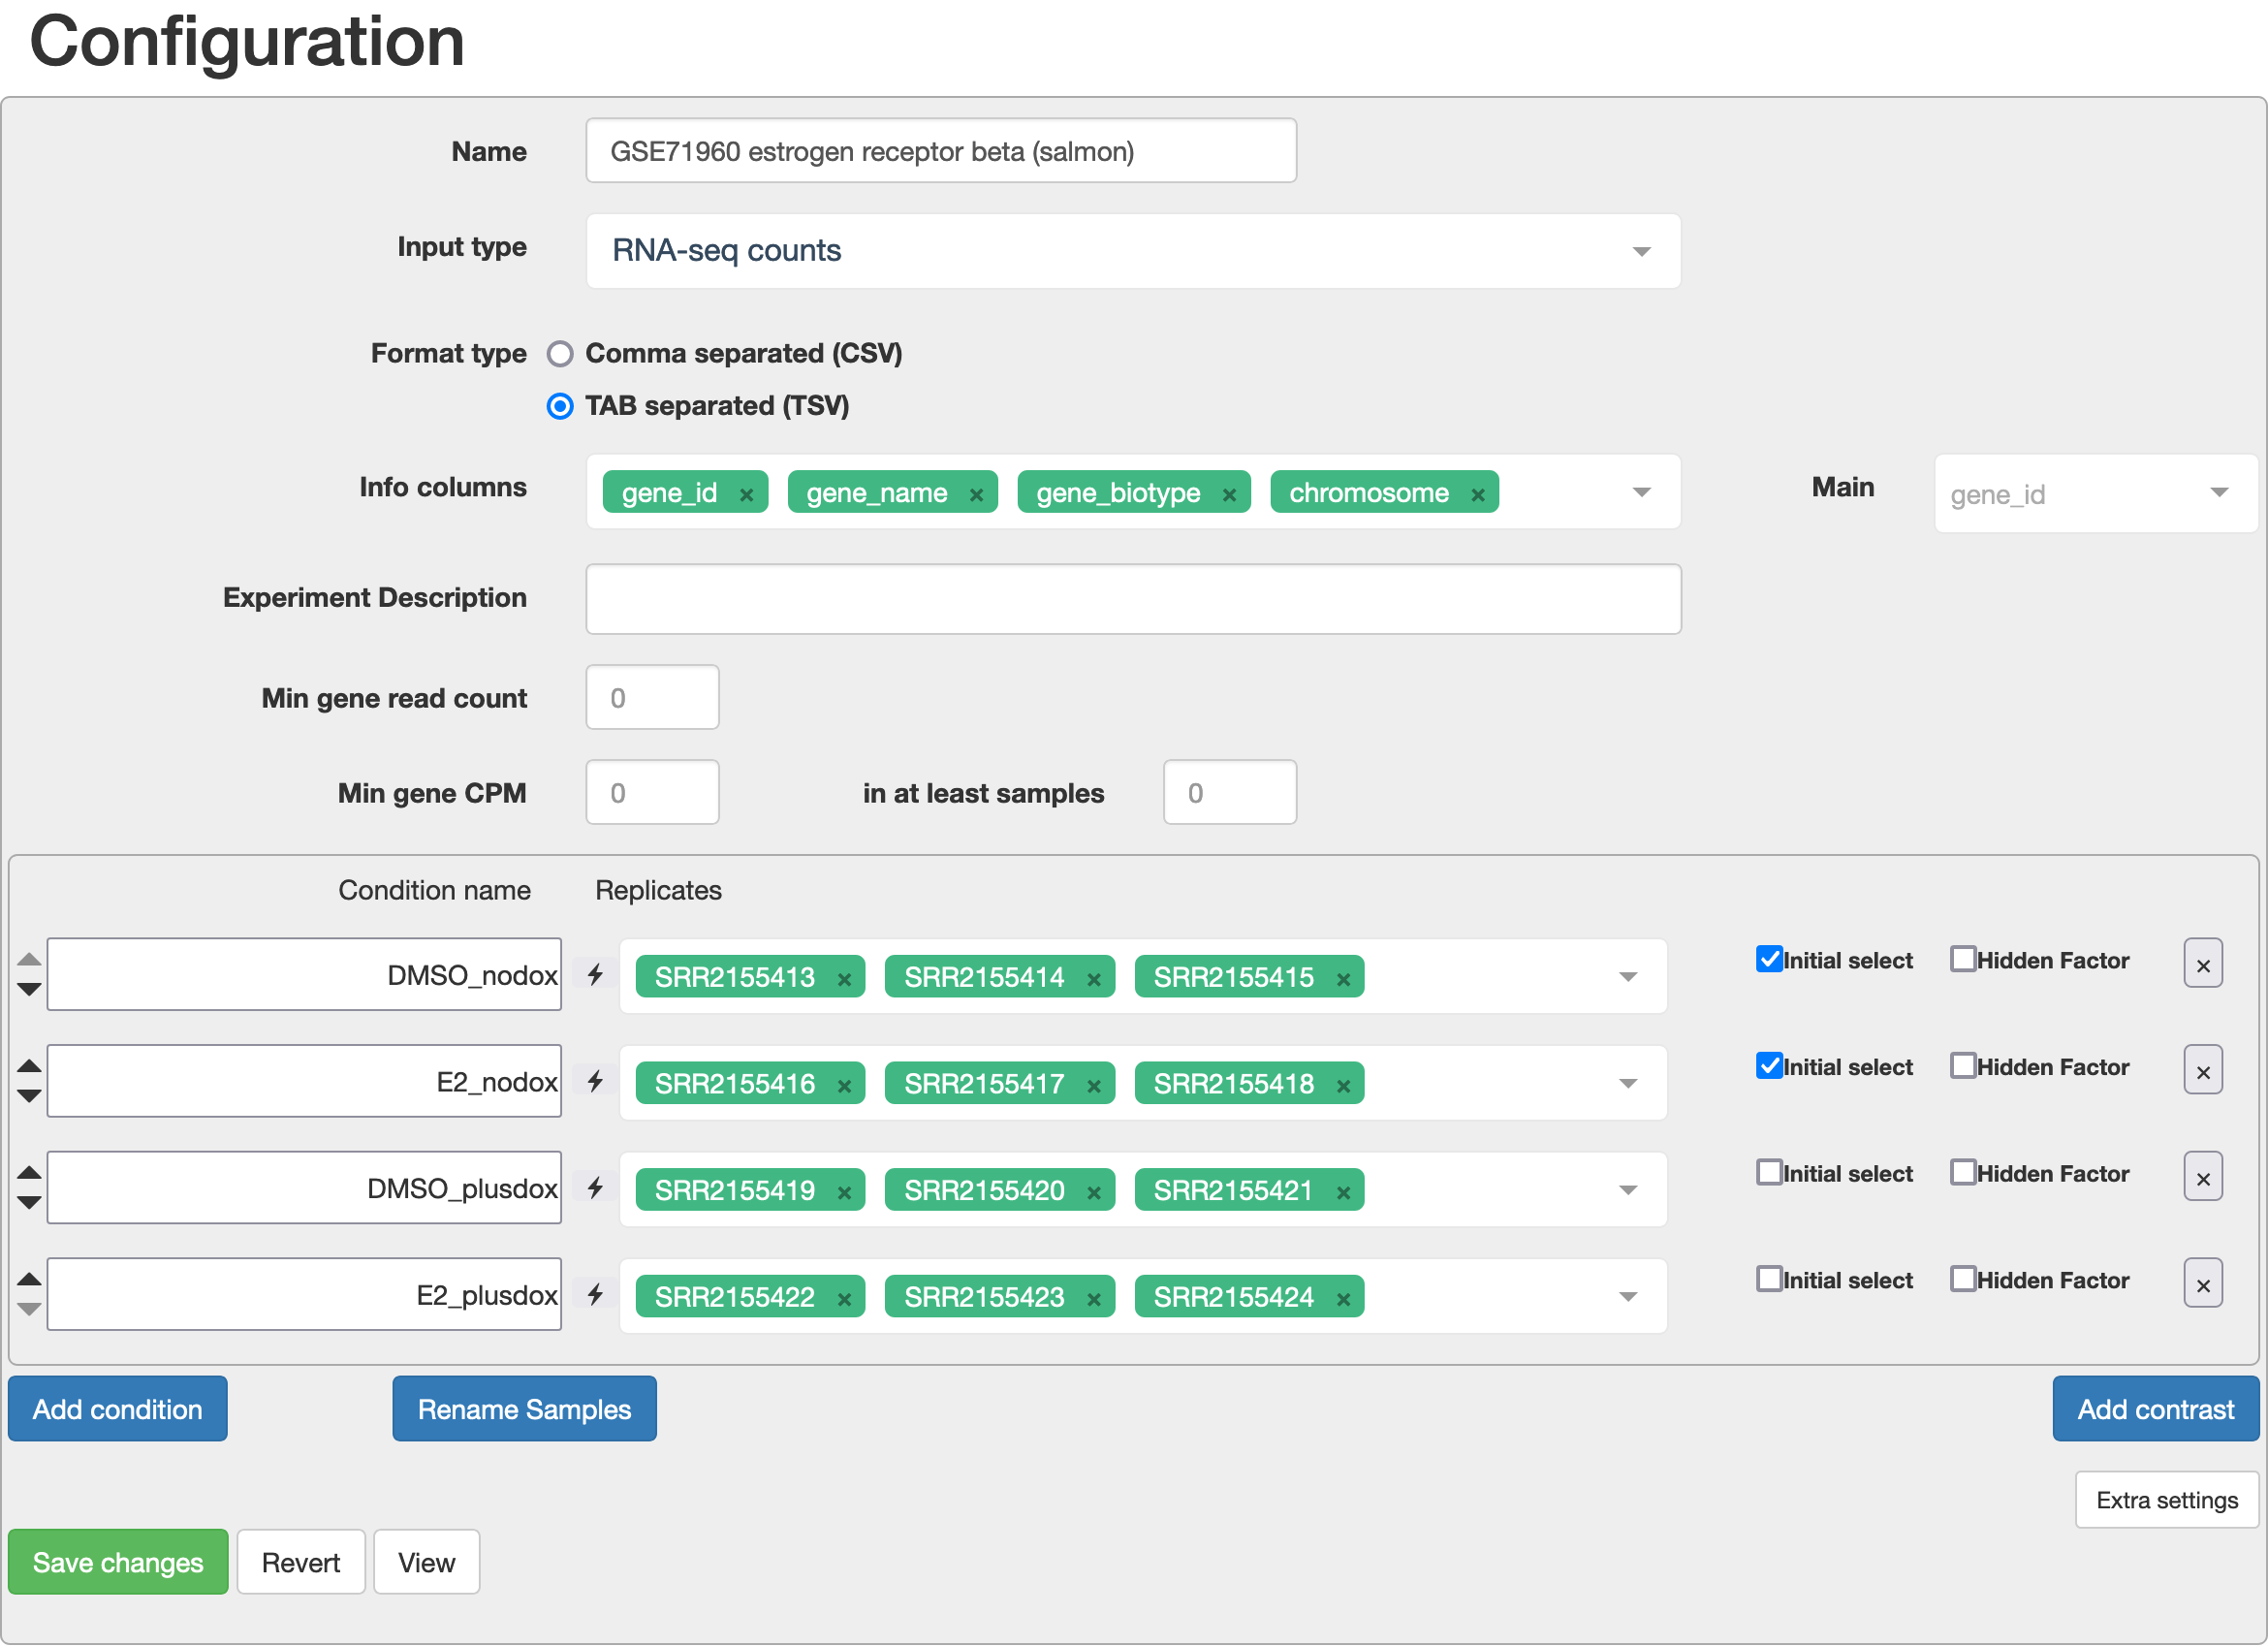 Configuration
Name GSE71960 estrogen receptor beta (salmon)
Input type RNA-seq counts
Format type Comma separated (CSV)
TAB separated (TSV)
Info columns gene_id × gene_name × gene_biotype × chromosome × Main gene_id
Experiment Description
Min gene read count 0
Min gene CPM 0 in at least samples 0
Condition name Replicates
DMSO_nodox SRR2155413 × SRR2155414 × SRR2155415 × Initial select Hidden Factor ×
E2_nodox SRR2155416 × SRR2155417 × SRR2155418 × Initial select Hidden Factor ×
DMSO_plusdox SRR2155419 × SRR2155420 × SRR2155421 × Initial select Hidden Factor ×
E2_plusdox SRR2155422 × SRR2155423 × SRR2155424 × Initial select Hidden Factor ×
Add condition Rename Samples Add contrast
Extra settings
Save changes Revert View